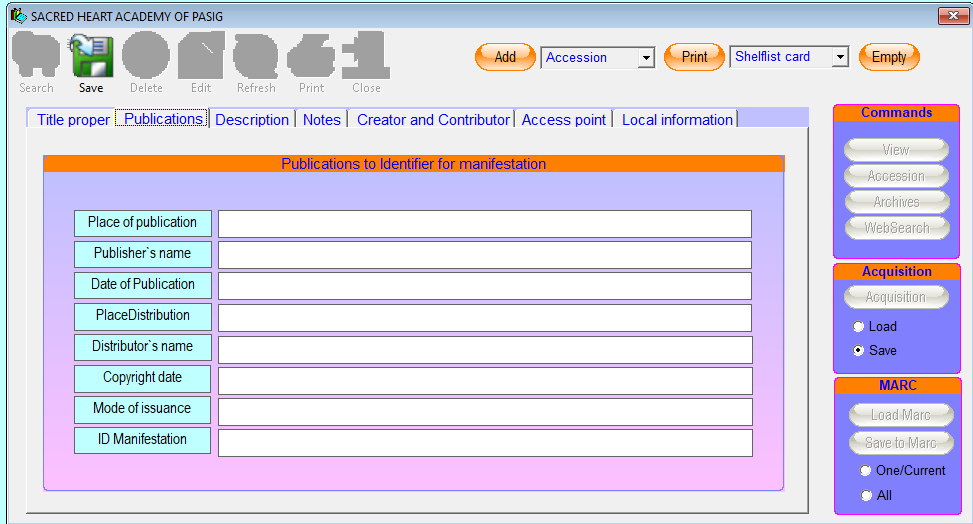 SACRED HEART ACADEMY OF PASIG
Search Save Delete Edit Refresh Print Close
Add Accession Print Shelflist card Empty
Title proper Publications Description Notes Creator and Contributor Access point Local information
Publications to Identifier for manifestation
Place of publication
Publisher`s name
Date of Publication
PlaceDistribution
Distributor`s name
Copyright date
Mode of issuance
ID Manifestation
Commands
View
Accession
Archives
WebSearch
Acquisition
Acquisition
Load
Save
MARC
Load Marc
Save to Marc
One/Current
All